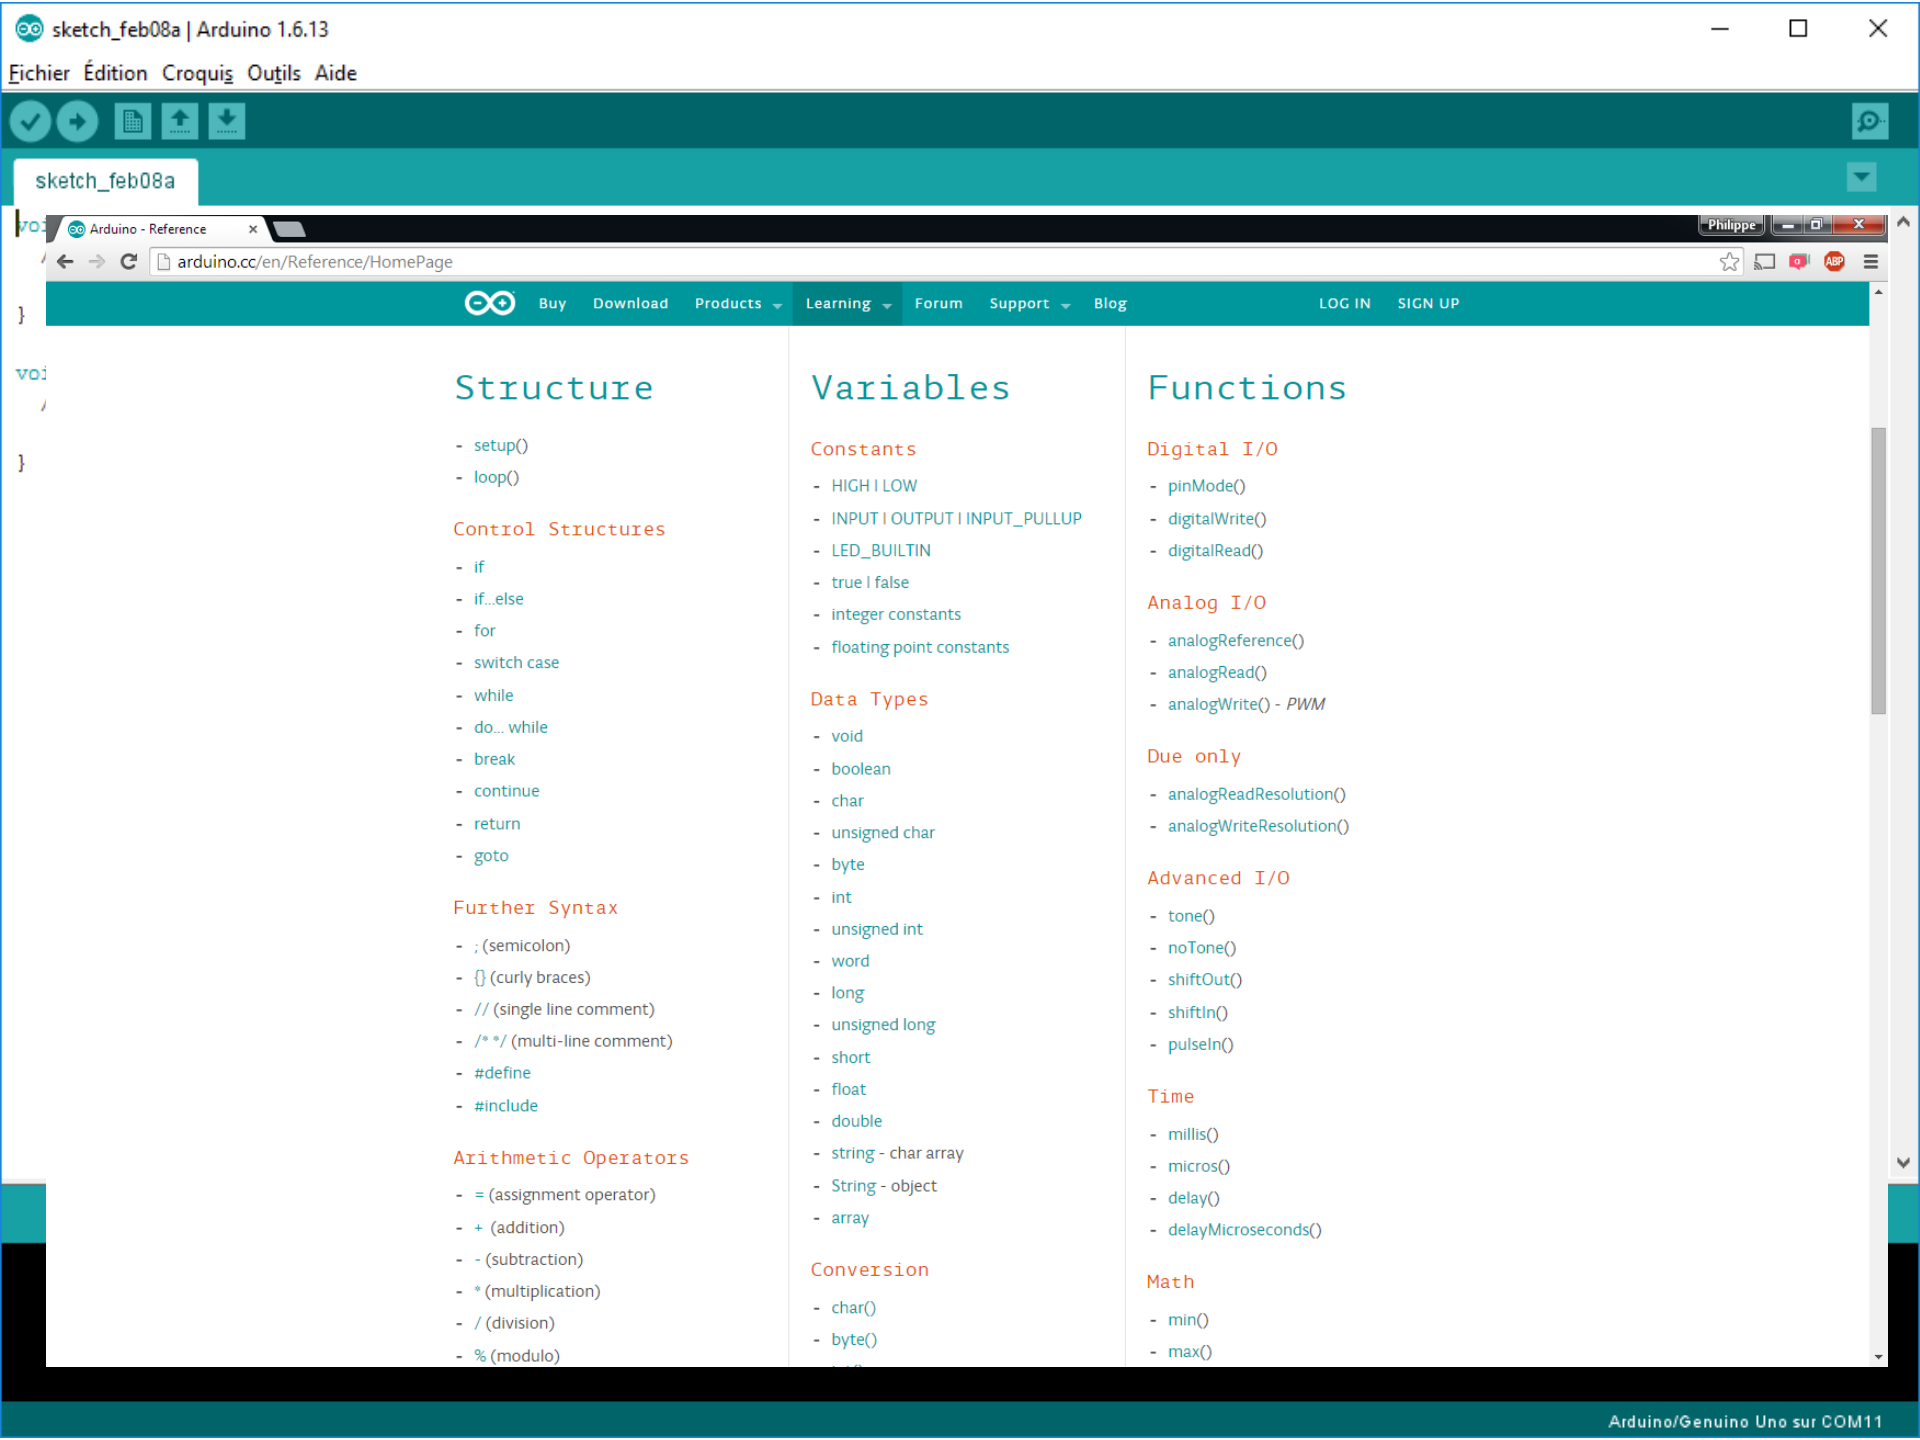 sketch_feb08a | Arduino 1.6.13
Fichier Édition Croquis Outils Aide
sketch_feb08a
voi
}
voi
}
Arduino - Reference
Philippe
arduino.cc/en/Reference/HomePage
ABP
Buy Download Products Learning Forum Support Blog LOG IN SIGN UP
Structure
- setup()
- loop()
Control Structures
- if
- if...else
- for
- switch case
- while
- do... while
- break
- continue
- return
- goto
Further Syntax
- ; (semicolon)
- {} (curly braces)
- // (single line comment)
- /* */ (multi-line comment)
- #define
- #include
Arithmetic Operators
- = (assignment operator)
- + (addition)
- - (subtraction)
- * (multiplication)
- / (division)
- % (modulo)
Variables
Constants
- HIGH | LOW
- INPUT | OUTPUT | INPUT_PULLUP
- LED_BUILTIN
- true | false
- integer constants
- floating point constants
Data Types
- void
- boolean
- char
- unsigned char
- byte
- int
- unsigned int
- word
- long
- unsigned long
- short
- float
- double
- string - char array
- String - object
- array
Conversion
- char()
- byte()
Functions
Digital I/O
- pinMode()
- digitalWrite()
- digitalRead()
Analog I/O
- analogReference()
- analogRead()
- analogWrite() - PWM
Due only
- analogReadResolution()
- analogWriteResolution()
Advanced I/O
- tone()
- noTone()
- shiftOut()
- shiftIn()
- pulseIn()
Time
- millis()
- micros()
- delay()
- delayMicroseconds()
Math
- min()
- max()
Arduino/Genuino Uno sur COM11